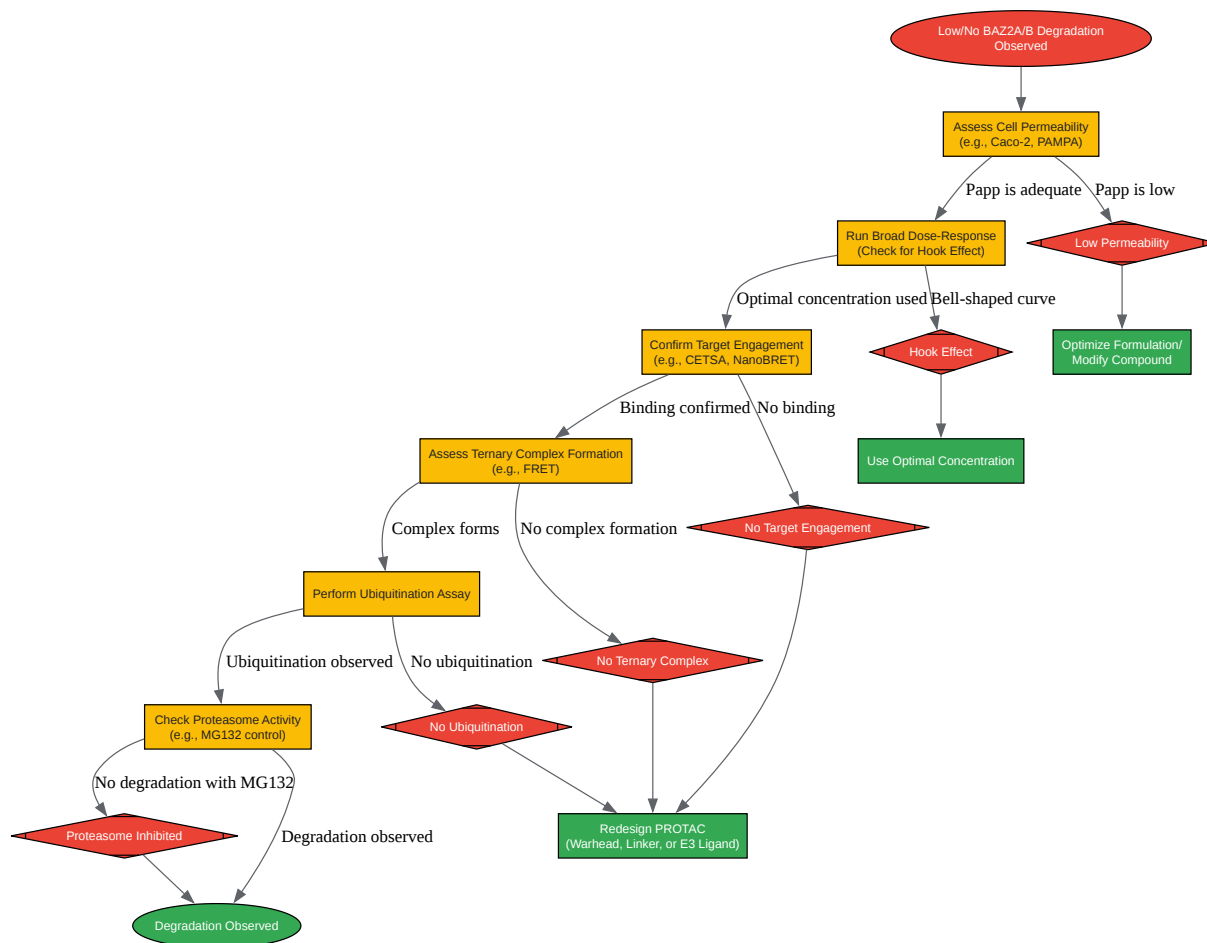 Low/No BAZ2A/B Degradation
Observed
Assess Cell Permeability
(e.g., Caco-2, PAMPA)
Papp is adequate
Papp is low
Run Broad Dose-Response
(Check for Hook Effect)
Low Permeability
Optimal concentration used
Bell-shaped curve
Confirm Target Engagement
(e.g., CETSA, NanoBRET)
Hook Effect
Optimize Formulation/
Modify Compound
Binding confirmed
No binding
Assess Ternary Complex Formation
(e.g., FRET)
Use Optimal Concentration
Complex forms
No complex formation
No Target Engagement
Perform Ubiquitination Assay
Ubiquitination observed
No ubiquitination
No Ternary Complex
Check Proteasome Activity
(e.g., MG132 control)
No Ubiquitination
No degradation with MG132
Degradation observed
Proteasome Inhibited
Redesign PROTAC
(Warhead, Linker, or E3 Ligand)
Degradation Observed